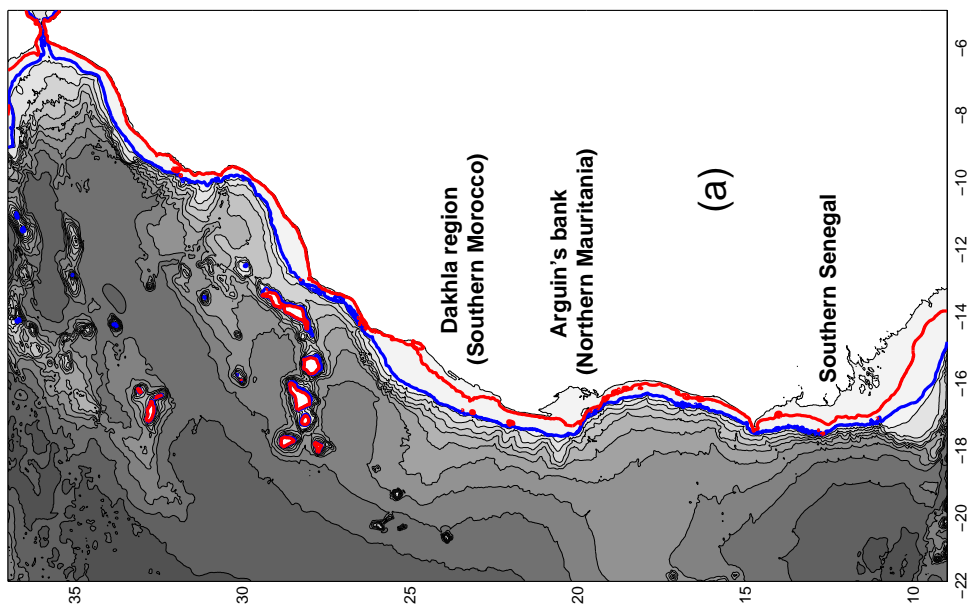 Dakhla region
(Southern Morocco)
Arguin's bank
(Northern Mauritania)
(a)
Southern Senegal
−6
−8
−10
−12
−14
−16
−18
−20
−22
35
30
25
20
15
10